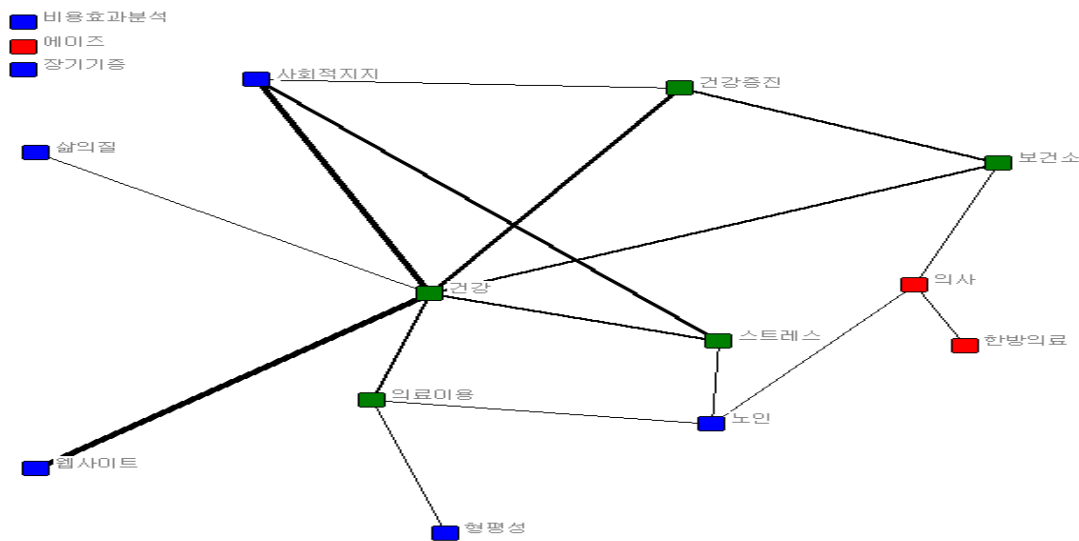 비용효과분석
에이즈
장기기증
사회적지지
건강증진
삶의질
보건소
의사
건강
스트레스
한방의료
의료이용
노인
웹사이트
형평성